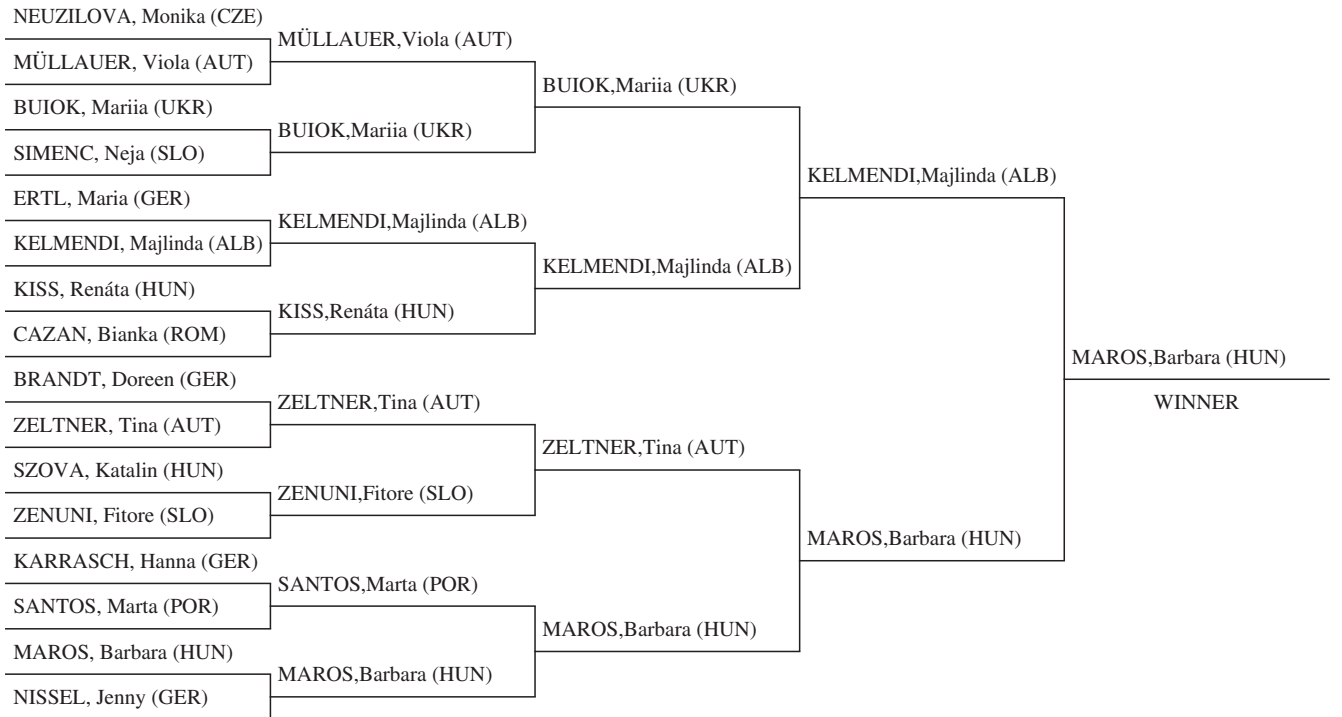 NEUZILOVA, Monika (CZE)
MÜLLAUER, Viola (AUT)
BUIOK, Mariia (UKR)
SIMENC, Neja (SLO)
ERTL, Maria (GER)
KELMENDI, Majlinda (ALB)
KISS, Renáta (HUN)
CAZAN, Bianka (ROM)
BRANDT, Doreen (GER)
ZELTNER, Tina (AUT)
SZOVA, Katalin (HUN)
ZENUNI, Fitore (SLO)
KARRASCH, Hanna (GER)
SANTOS, Marta (POR)
MAROS, Barbara (HUN)
NISSEL, Jenny (GER)
MÜLLAUER,Viola (AUT)
BUIOK,Mariia (UKR)
KELMENDI,Majlinda (ALB)
KISS,Renáta (HUN)
ZELTNER,Tina (AUT)
ZENUNI,Fitore (SLO)
SANTOS,Marta (POR)
MAROS,Barbara (HUN)
BUIOK,Mariia (UKR)
KELMENDI,Majlinda (ALB)
ZELTNER,Tina (AUT)
MAROS,Barbara (HUN)
KELMENDI,Majlinda (ALB)
MAROS,Barbara (HUN)
MAROS,Barbara (HUN)
WINNER